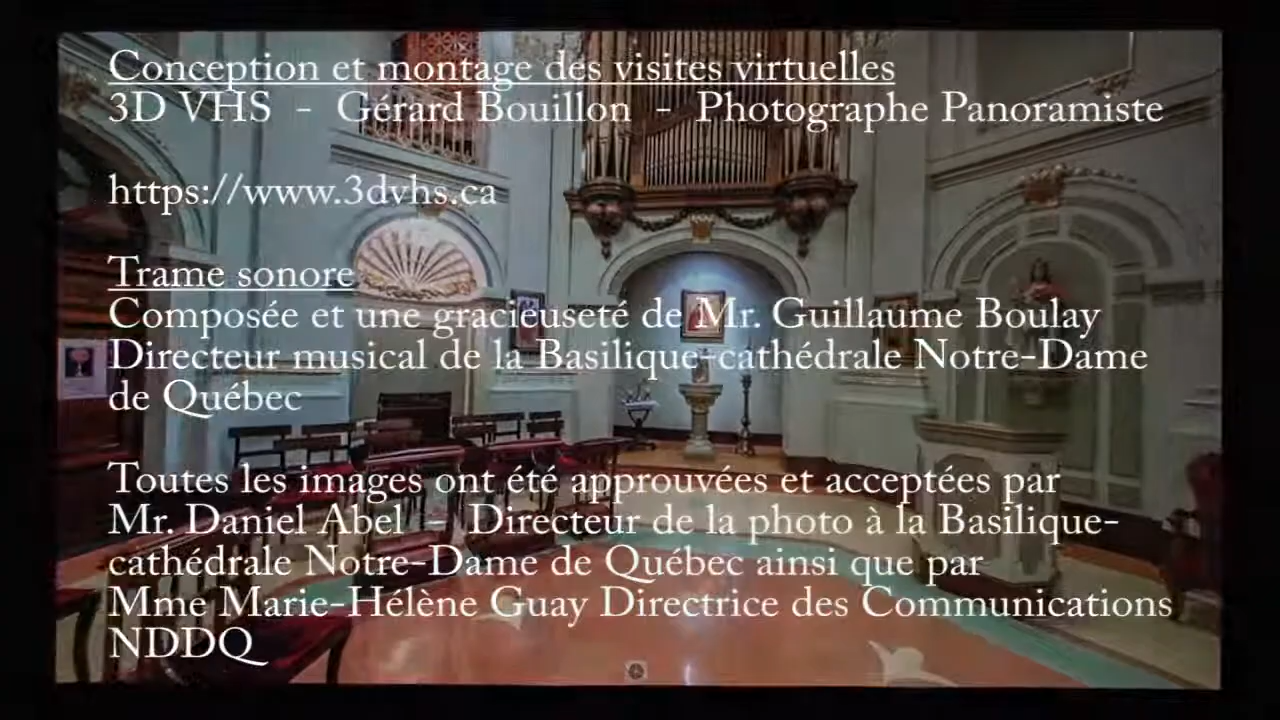 Conception et montage des visites virtuelles
3D VHS - Gérard Bouillon - Photographe Panoramiste
https://www.3dvhs.ca
Trame sonore
Composée et une gracieuseté de Mr. Guillaume Boulay
Directeur musical de la Basilique-cathédrale Notre-Dame
de Québec
Toutes les images ont été approuvées et acceptées par
Mr. Daniel Abel - Directeur de la photo à la Basilique-
cathédrale Notre-Dame de Québec ainsi que par
Mme Marie-Hélène Guay Directrice des Communications
NDDQ